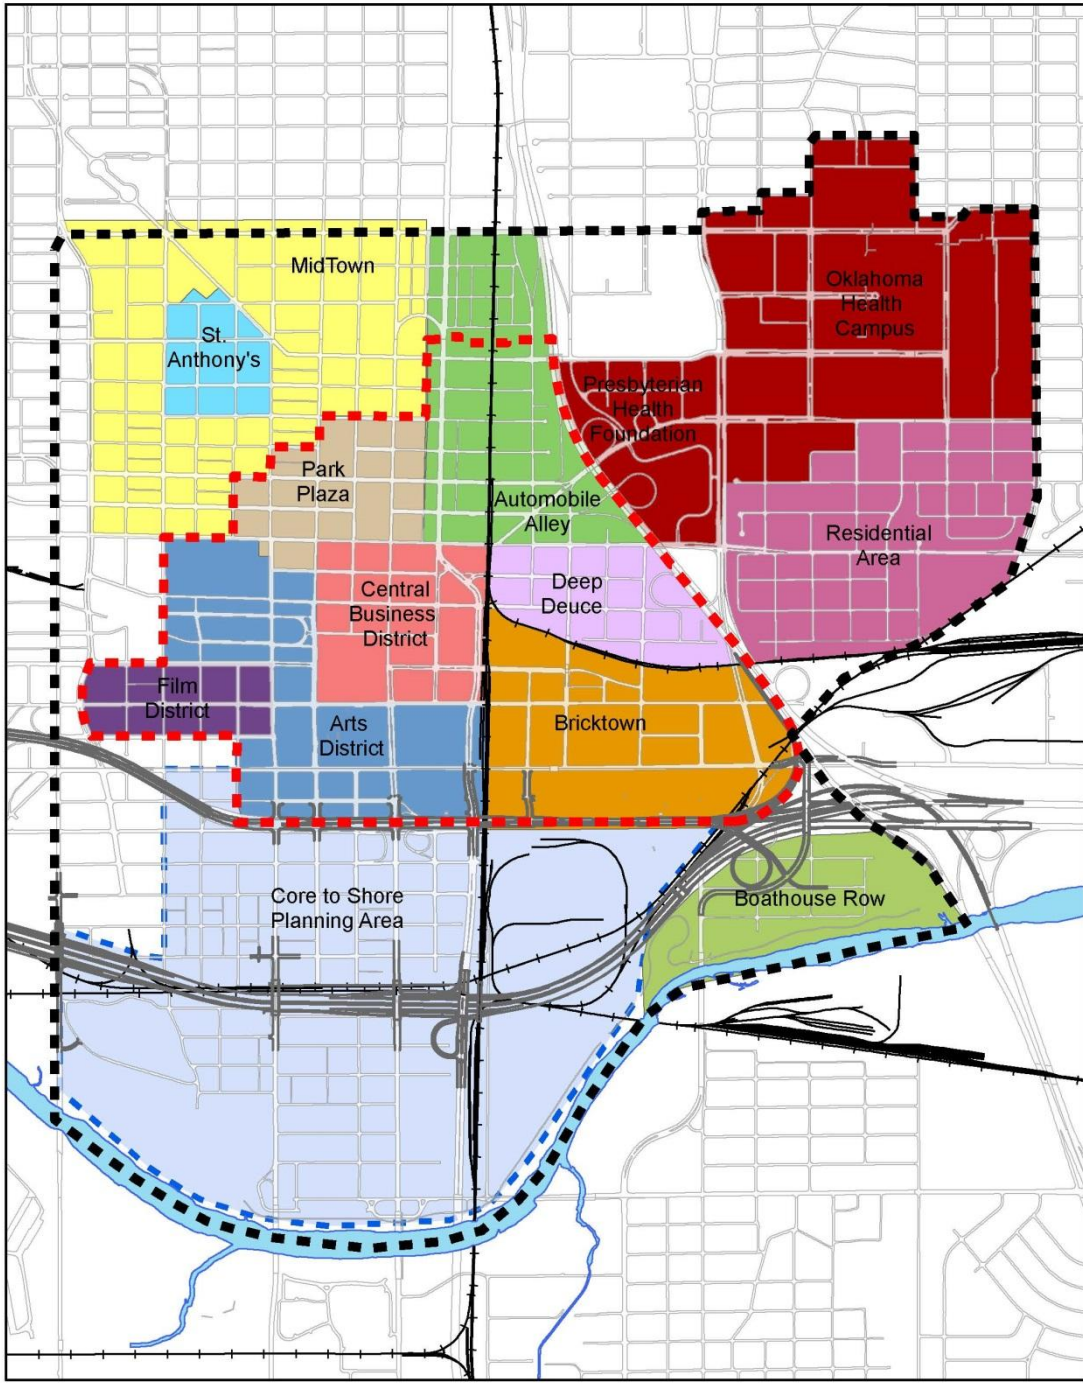 MidTown
Oklahoma
Health
Campus
St.
Anthony's
Presbyterian
Health
Foundation
Park
Plaza
Automobile
Alley
Residential
Area
Deep
Deuce
Central
Business
District
Film
District
Arts
District
Bricktown
Core to Shore
Planning Area
Boathouse Row